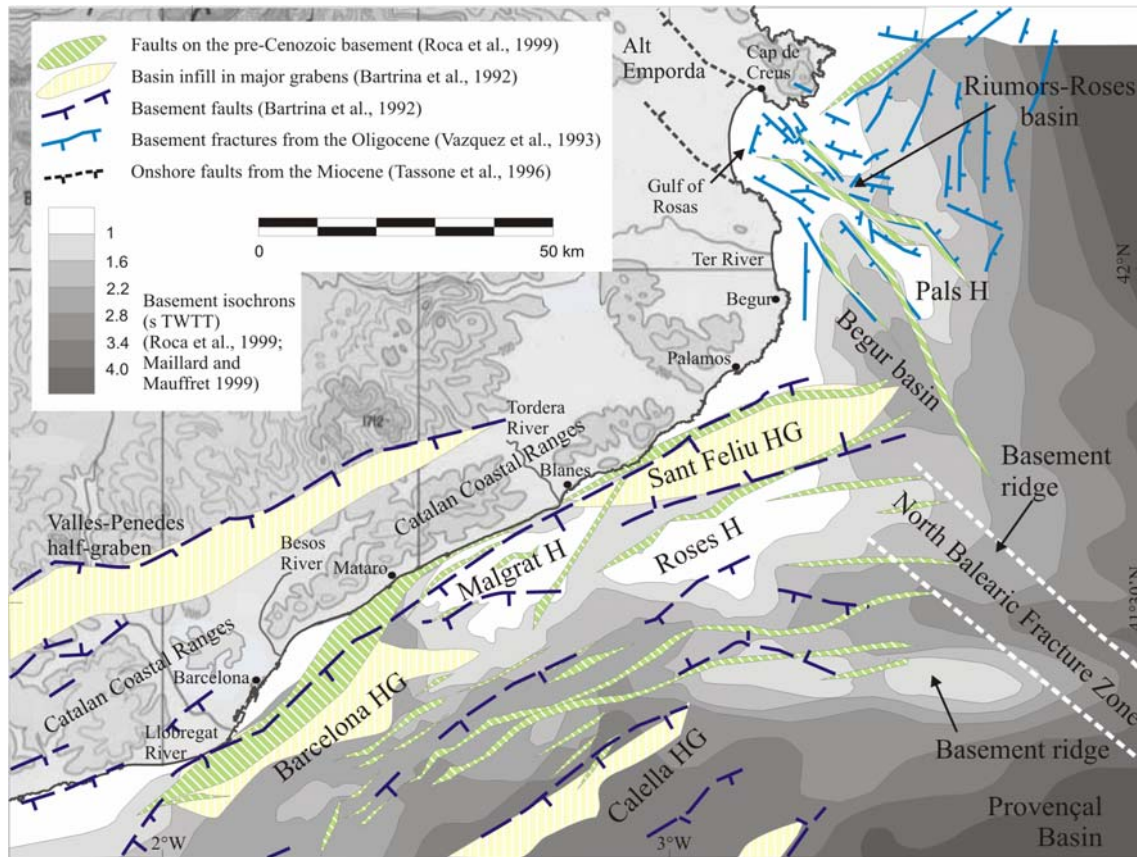 Faults on the pre-Cenozoic basement (Roca et al., 1999)
Basin infill in major grabens (Bartrina et al., 1992)
Basement faults (Bartrina et al., 1992)
Basement fractures from the Oligocene (Vazquez et al., 1993)
Onshore faults from the Miocene (Tassone et al., 1996)
0
50 km
1
1.6
2.2
2.8
3.4
4.0
Basement isochrons
(s TWTT)
(Roca et al., 1999;
Maillard and
Mauffret 1999)
Alt
Emporda
Cap de
Creus
Riumors-Roses
basin
Gulf of
Rosas
Ter River
Begur
Pals H
42°N
Begur basin
Palamos
1712
Tordera
River
Catalan Coastal Ranges
Blanes
Sant Feliu HG
Basement
ridge
Valles-Penedes
half-graben
Besos
River
Mataro
Malgrat H
Roses H
North Balearic Fracture Zone
41°30'N
Catalan Coastal Ranges
Barcelona
Llobregat
River
Barcelona HG
Calella HG
Basement ridge
Provençal
Basin
2°W
3°W